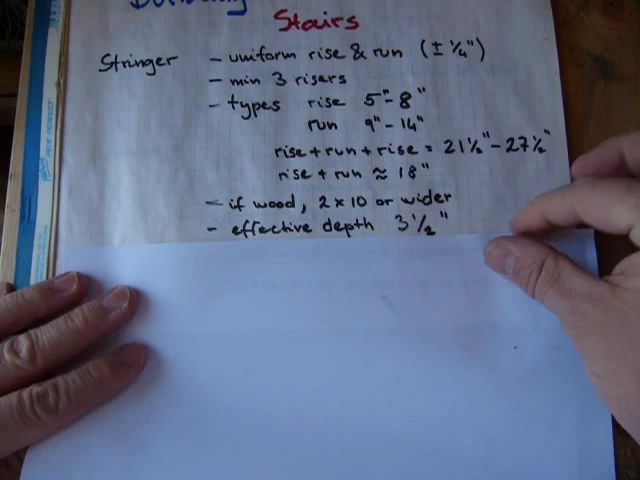 Building
Stairs
Stringer - uniform rise & run (± 1/4")
- min 3 risers
- types rise 5"-8"
run 9"-14"
rise + run + rise = 21 1/2" - 27 1/2"
rise + run ≈ 18"
- if wood, 2 x 10 or wider
- effective depth 3 1/2"